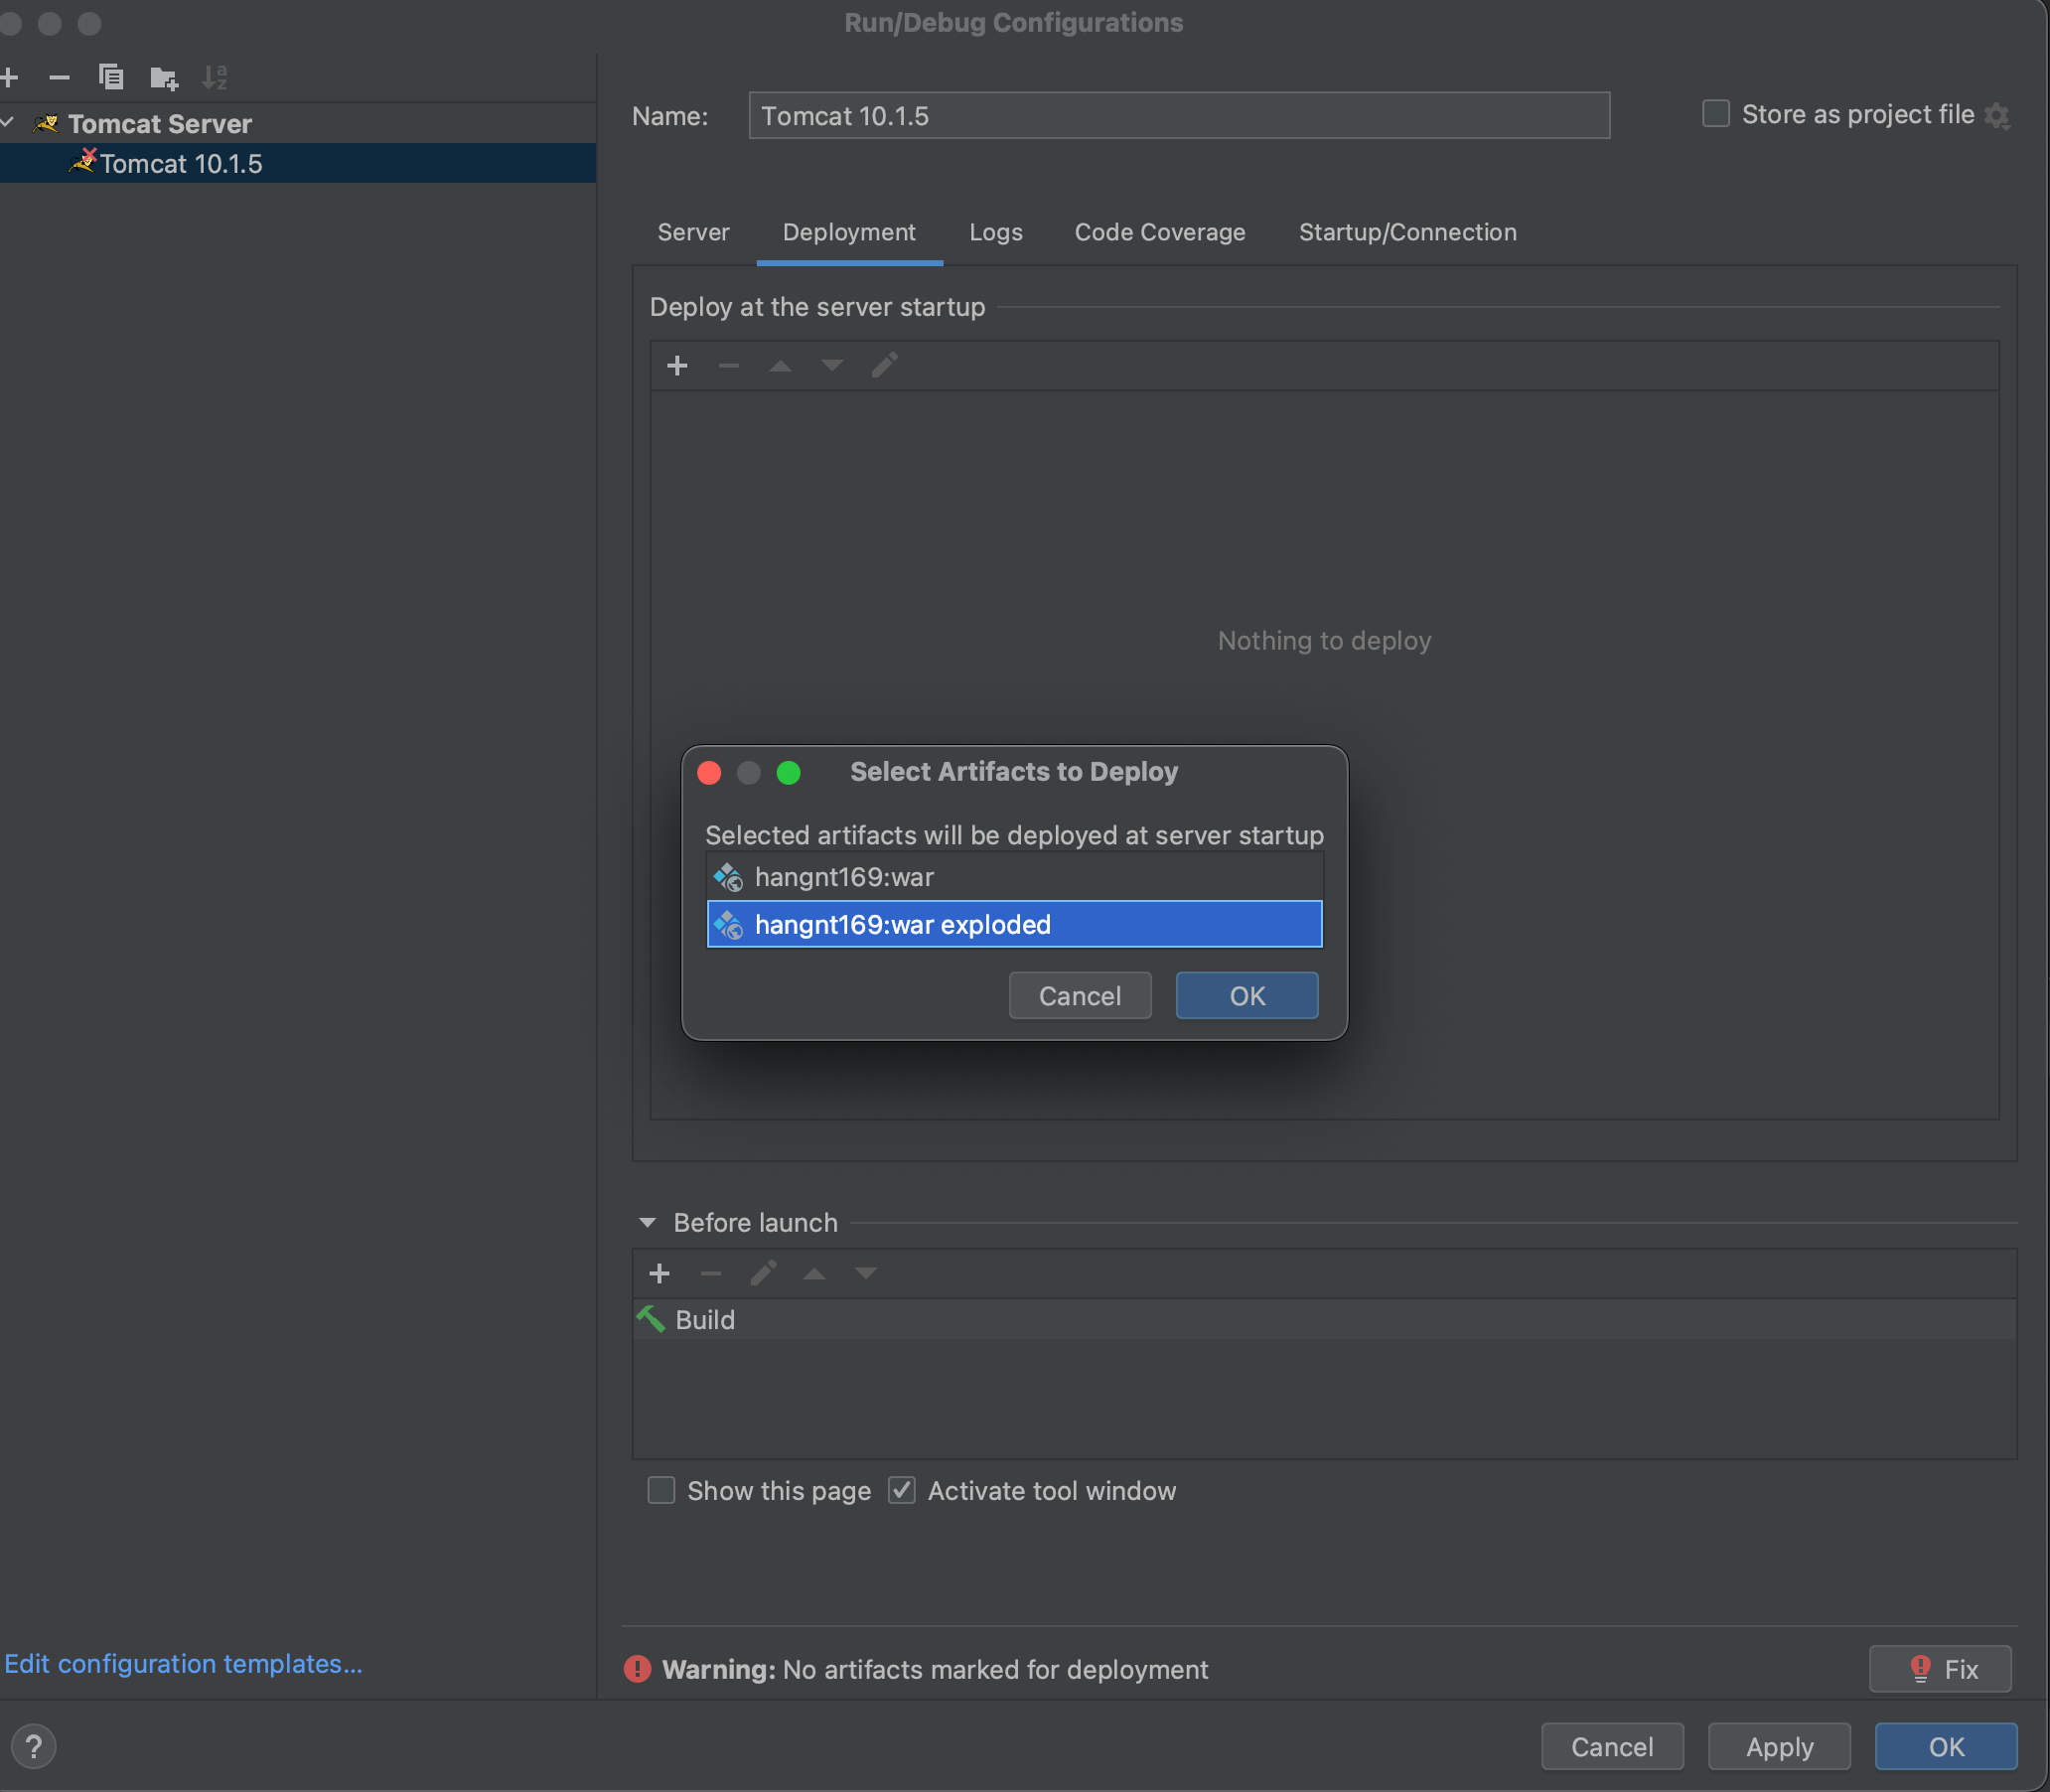 Run/Debug Configurations
Tomcat Server
Tomcat 10.1.5
Name: Tomcat 10.1.5
Store as project file
Server Deployment Logs Code Coverage Startup/Connection
Deploy at the server startup
Nothing to deploy
Select Artifacts to Deploy
Selected artifacts will be deployed at server startup
hangnt169:war
hangnt169:war exploded
Cancel OK
Before launch
Build
Show this page Activate tool window
Edit configuration templates...
Warning: No artifacts marked for deployment
Fix
?
Cancel Apply OK